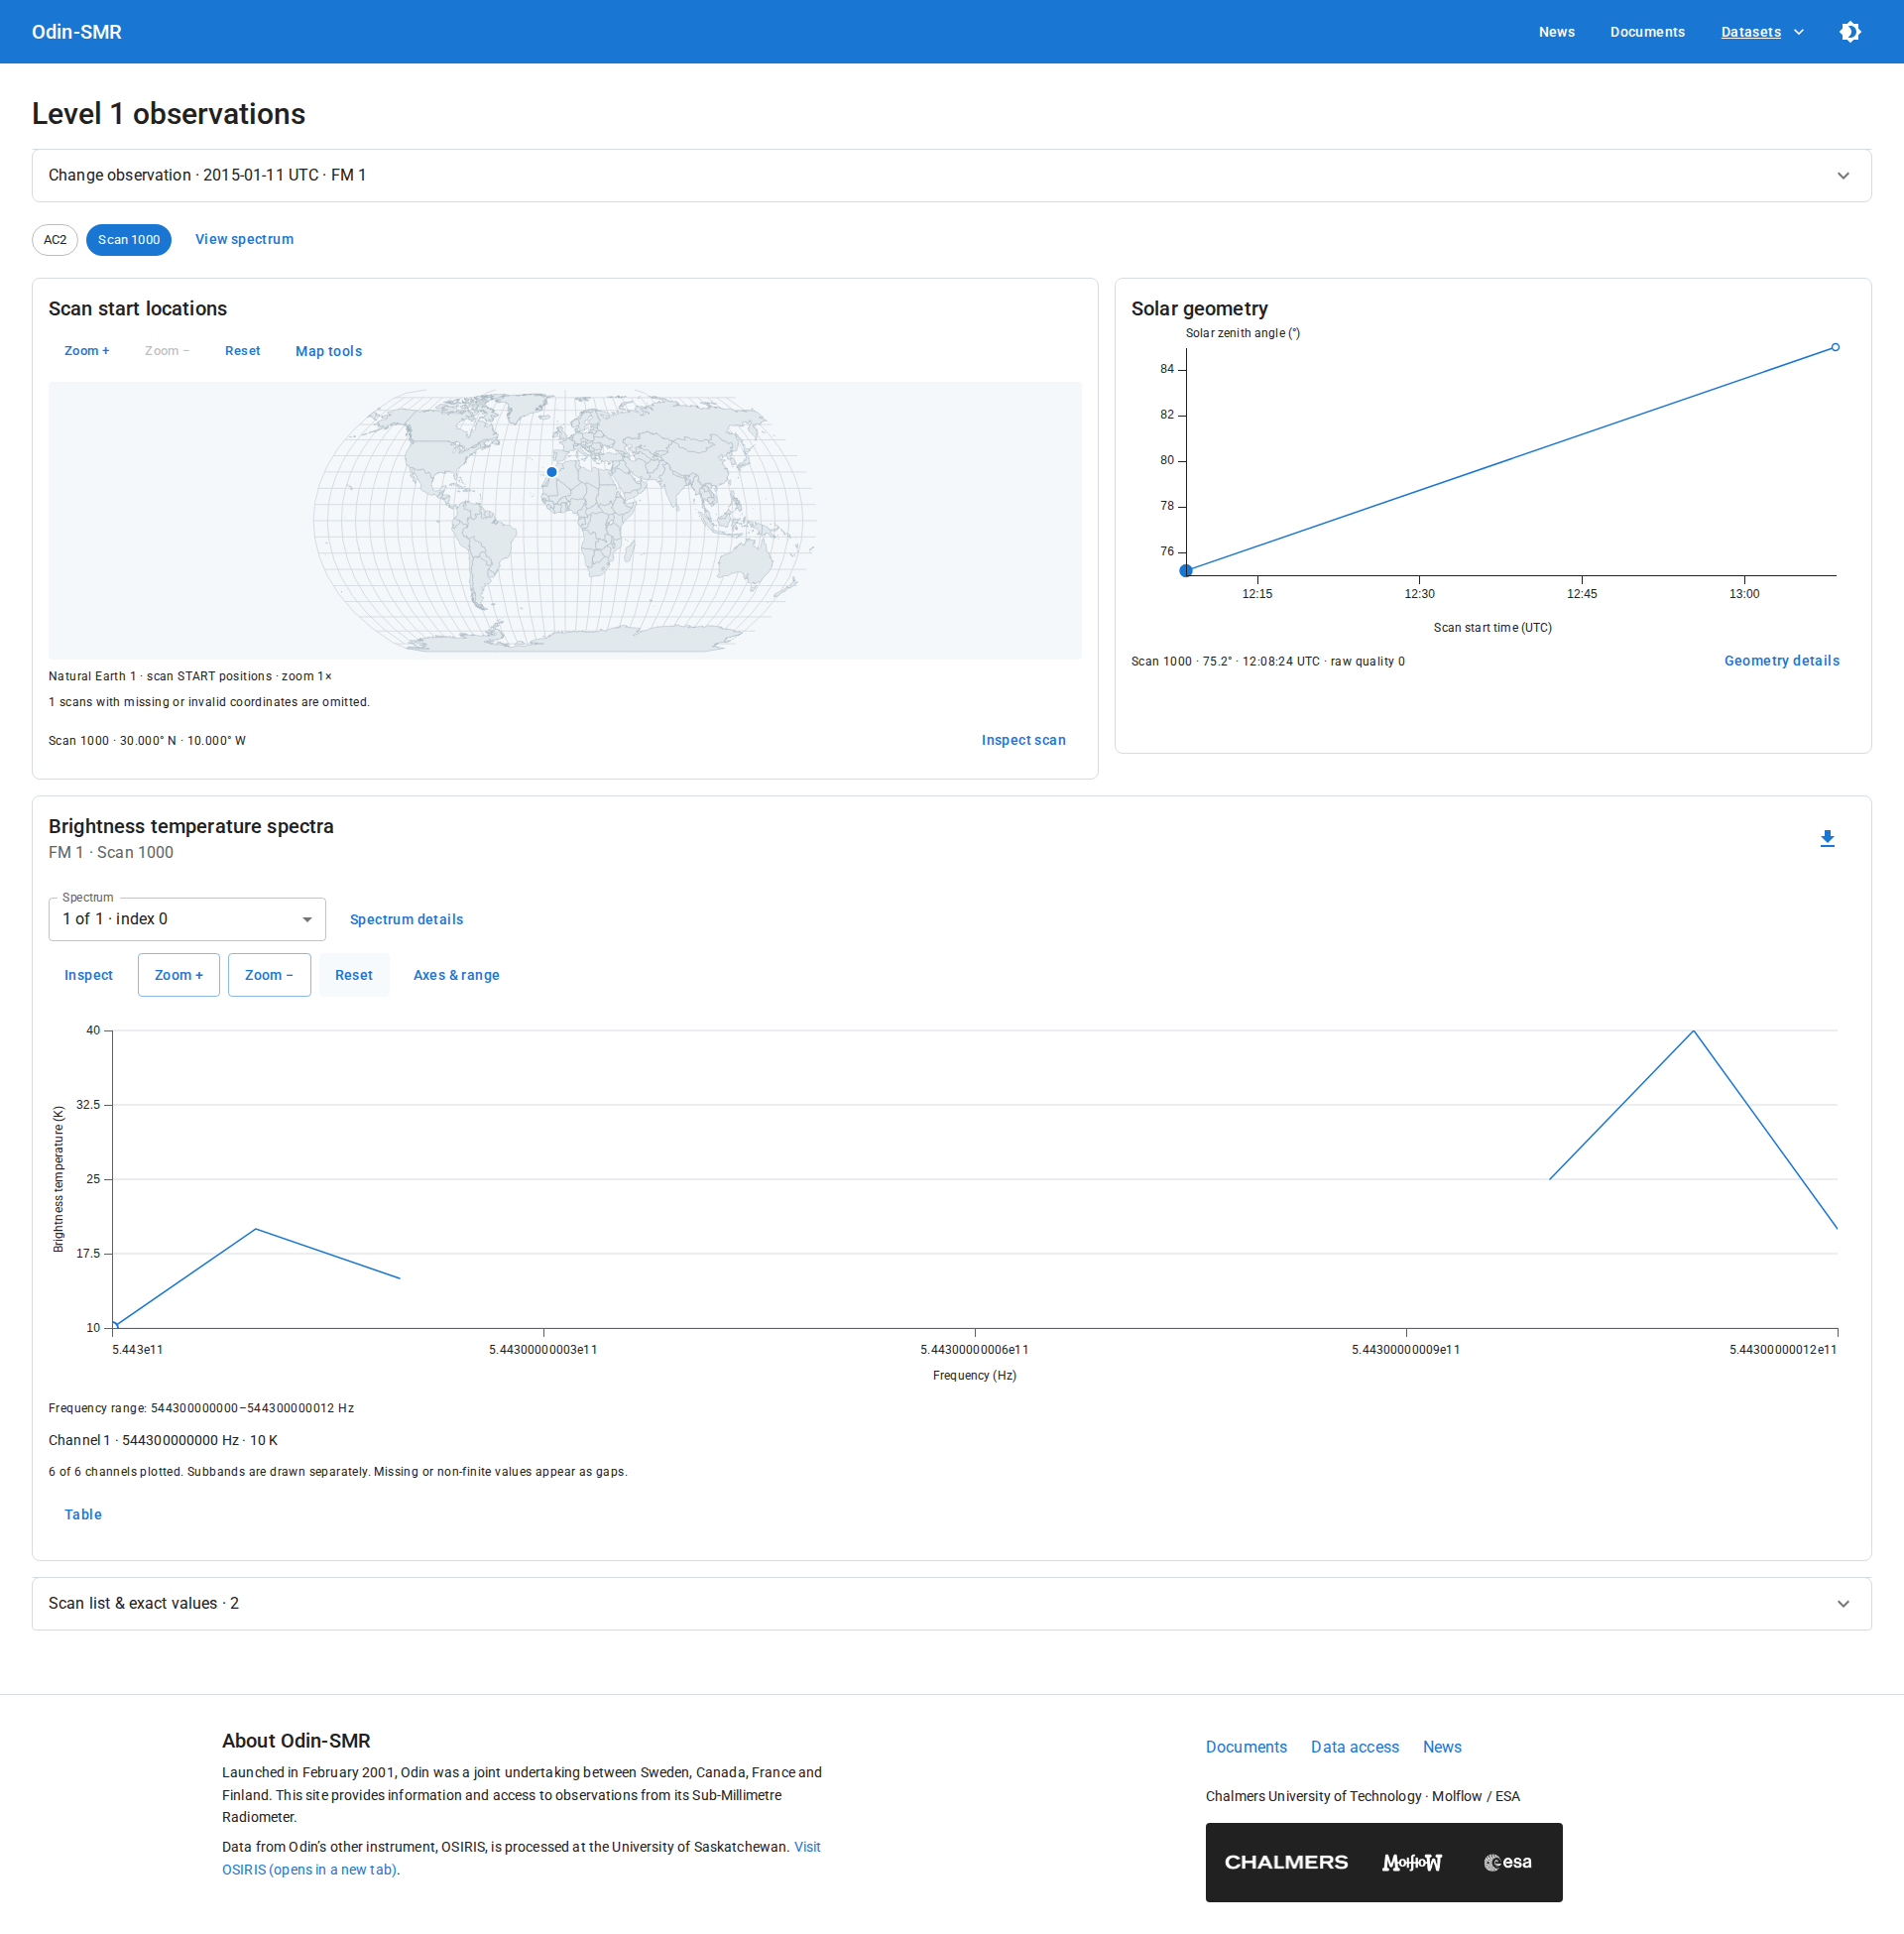 Odin-SMR
News
Documents
Datasets
Level 1 observations
Change observation · 2015-01-11 UTC · FM 1
AC2
Scan 1000
View spectrum
Scan start locations
Zoom +
Zoom −
Reset
Map tools
Natural Earth 1 · scan START positions · zoom 1×
1 scans with missing or invalid coordinates are omitted.
Scan 1000 · 30.000° N · 10.000° W
Inspect scan
Solar geometry
Solar zenith angle (°)
84
82
80
78
76
12:15
12:30
12:45
13:00
Scan start time (UTC)
Scan 1000 · 75.2° · 12:08:24 UTC · raw quality 0
Geometry details
Brightness temperature spectra
FM 1 · Scan 1000
Spectrum
1 of 1 · index 0
Spectrum details
Inspect
Zoom +
Zoom −
Reset
Axes & range
Brightness temperature (K)
40
32.5
25
17.5
10
5.443e11
5.44300000003e11
5.44300000006e11
5.44300000009e11
5.44300000012e11
Frequency (Hz)
Frequency range: 544300000000–544300000012 Hz
Channel 1 · 544300000000 Hz · 10 K
6 of 6 channels plotted. Subbands are drawn separately. Missing or non-finite values appear as gaps.
Table
Scan list & exact values · 2
About Odin-SMR
Launched in February 2001, Odin was a joint undertaking between Sweden, Canada, France and
Finland. This site provides information and access to observations from its Sub-Millimetre
Radiometer.
Data from Odin’s other instrument, OSIRIS, is processed at the University of Saskatchewan. Visit
OSIRIS (opens in a new tab).
Documents
Data access
News
Chalmers University of Technology · Molflow / ESA
CHALMERS
Molflow
esa